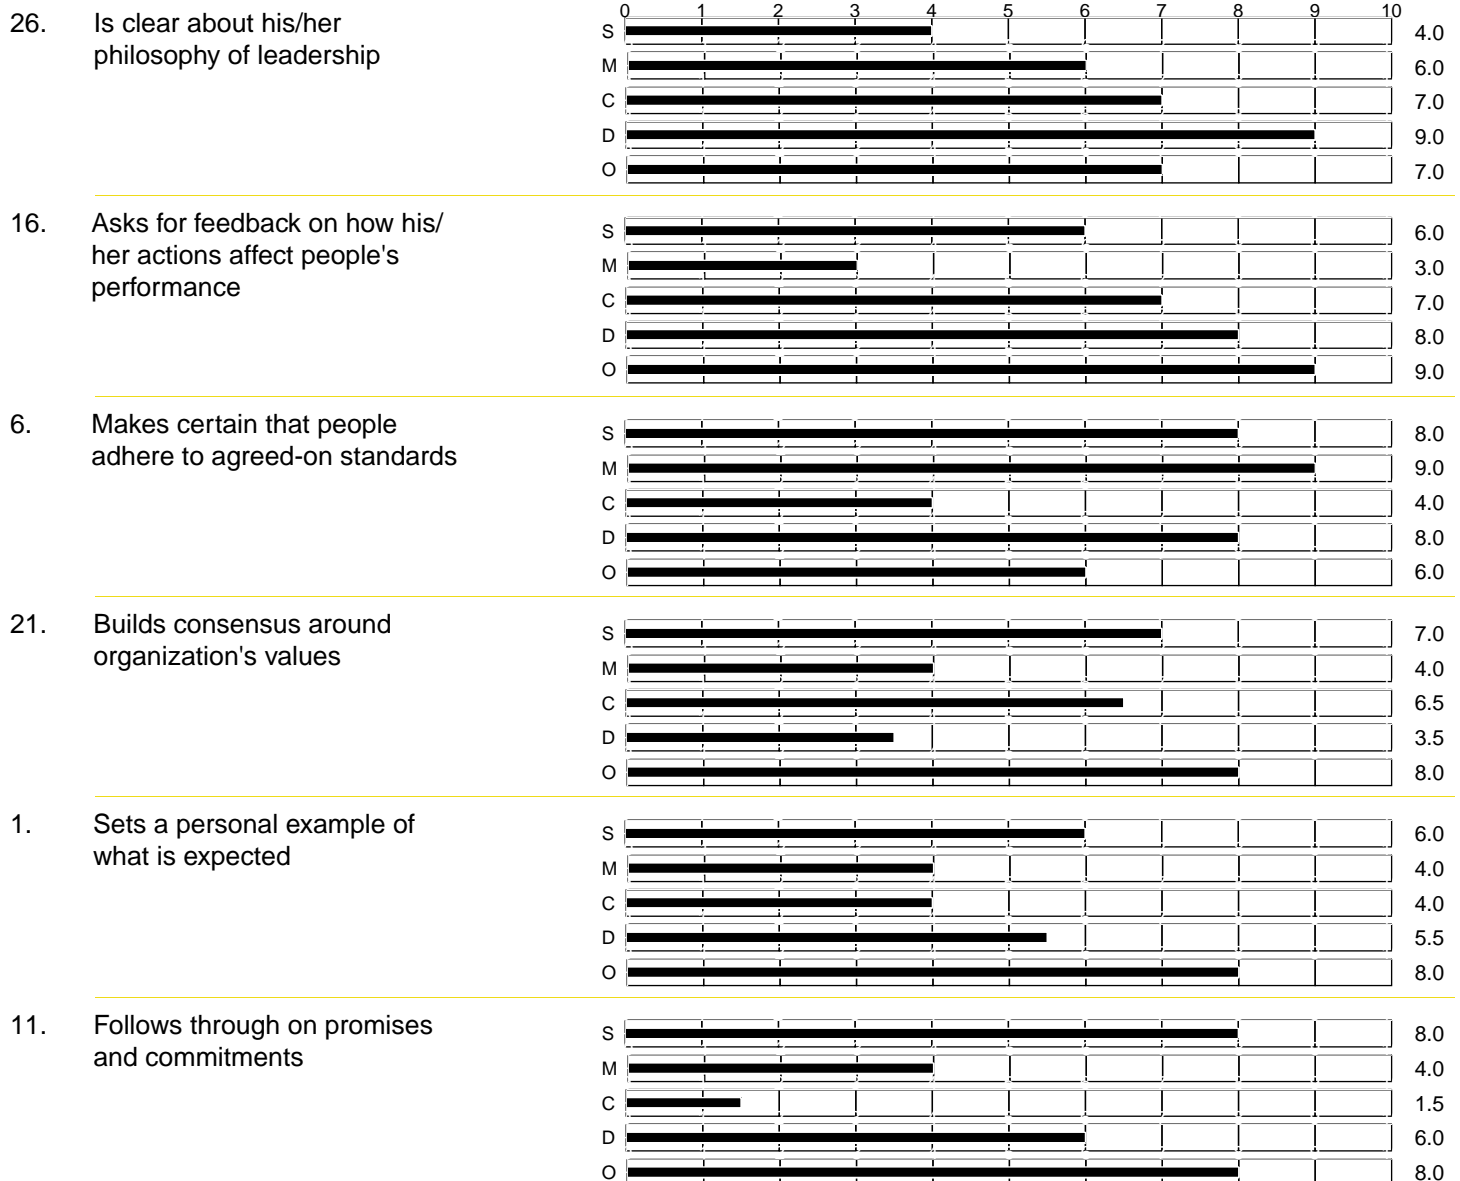 0 1 2 3 4 5 6 7 8 9 10
26. Is clear about his/her
philosophy of leadership
S 4.0
M 6.0
C 7.0
D 9.0
O 7.0
16. Asks for feedback on how his/
her actions affect people's
performance
S 6.0
M 3.0
C 7.0
D 8.0
O 9.0
6. Makes certain that people
adhere to agreed-on standards
S 8.0
M 9.0
C 4.0
D 8.0
O 6.0
21. Builds consensus around
organization's values
S 7.0
M 4.0
C 6.5
D 3.5
O 8.0
1. Sets a personal example of
what is expected
S 6.0
M 4.0
C 4.0
D 5.5
O 8.0
11. Follows through on promises
and commitments
S 8.0
M 4.0
C 1.5
D 6.0
O 8.0